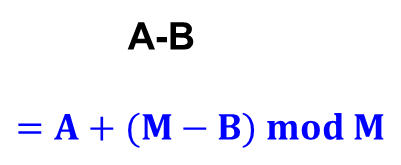 A-B
= A + (M − B) mod M